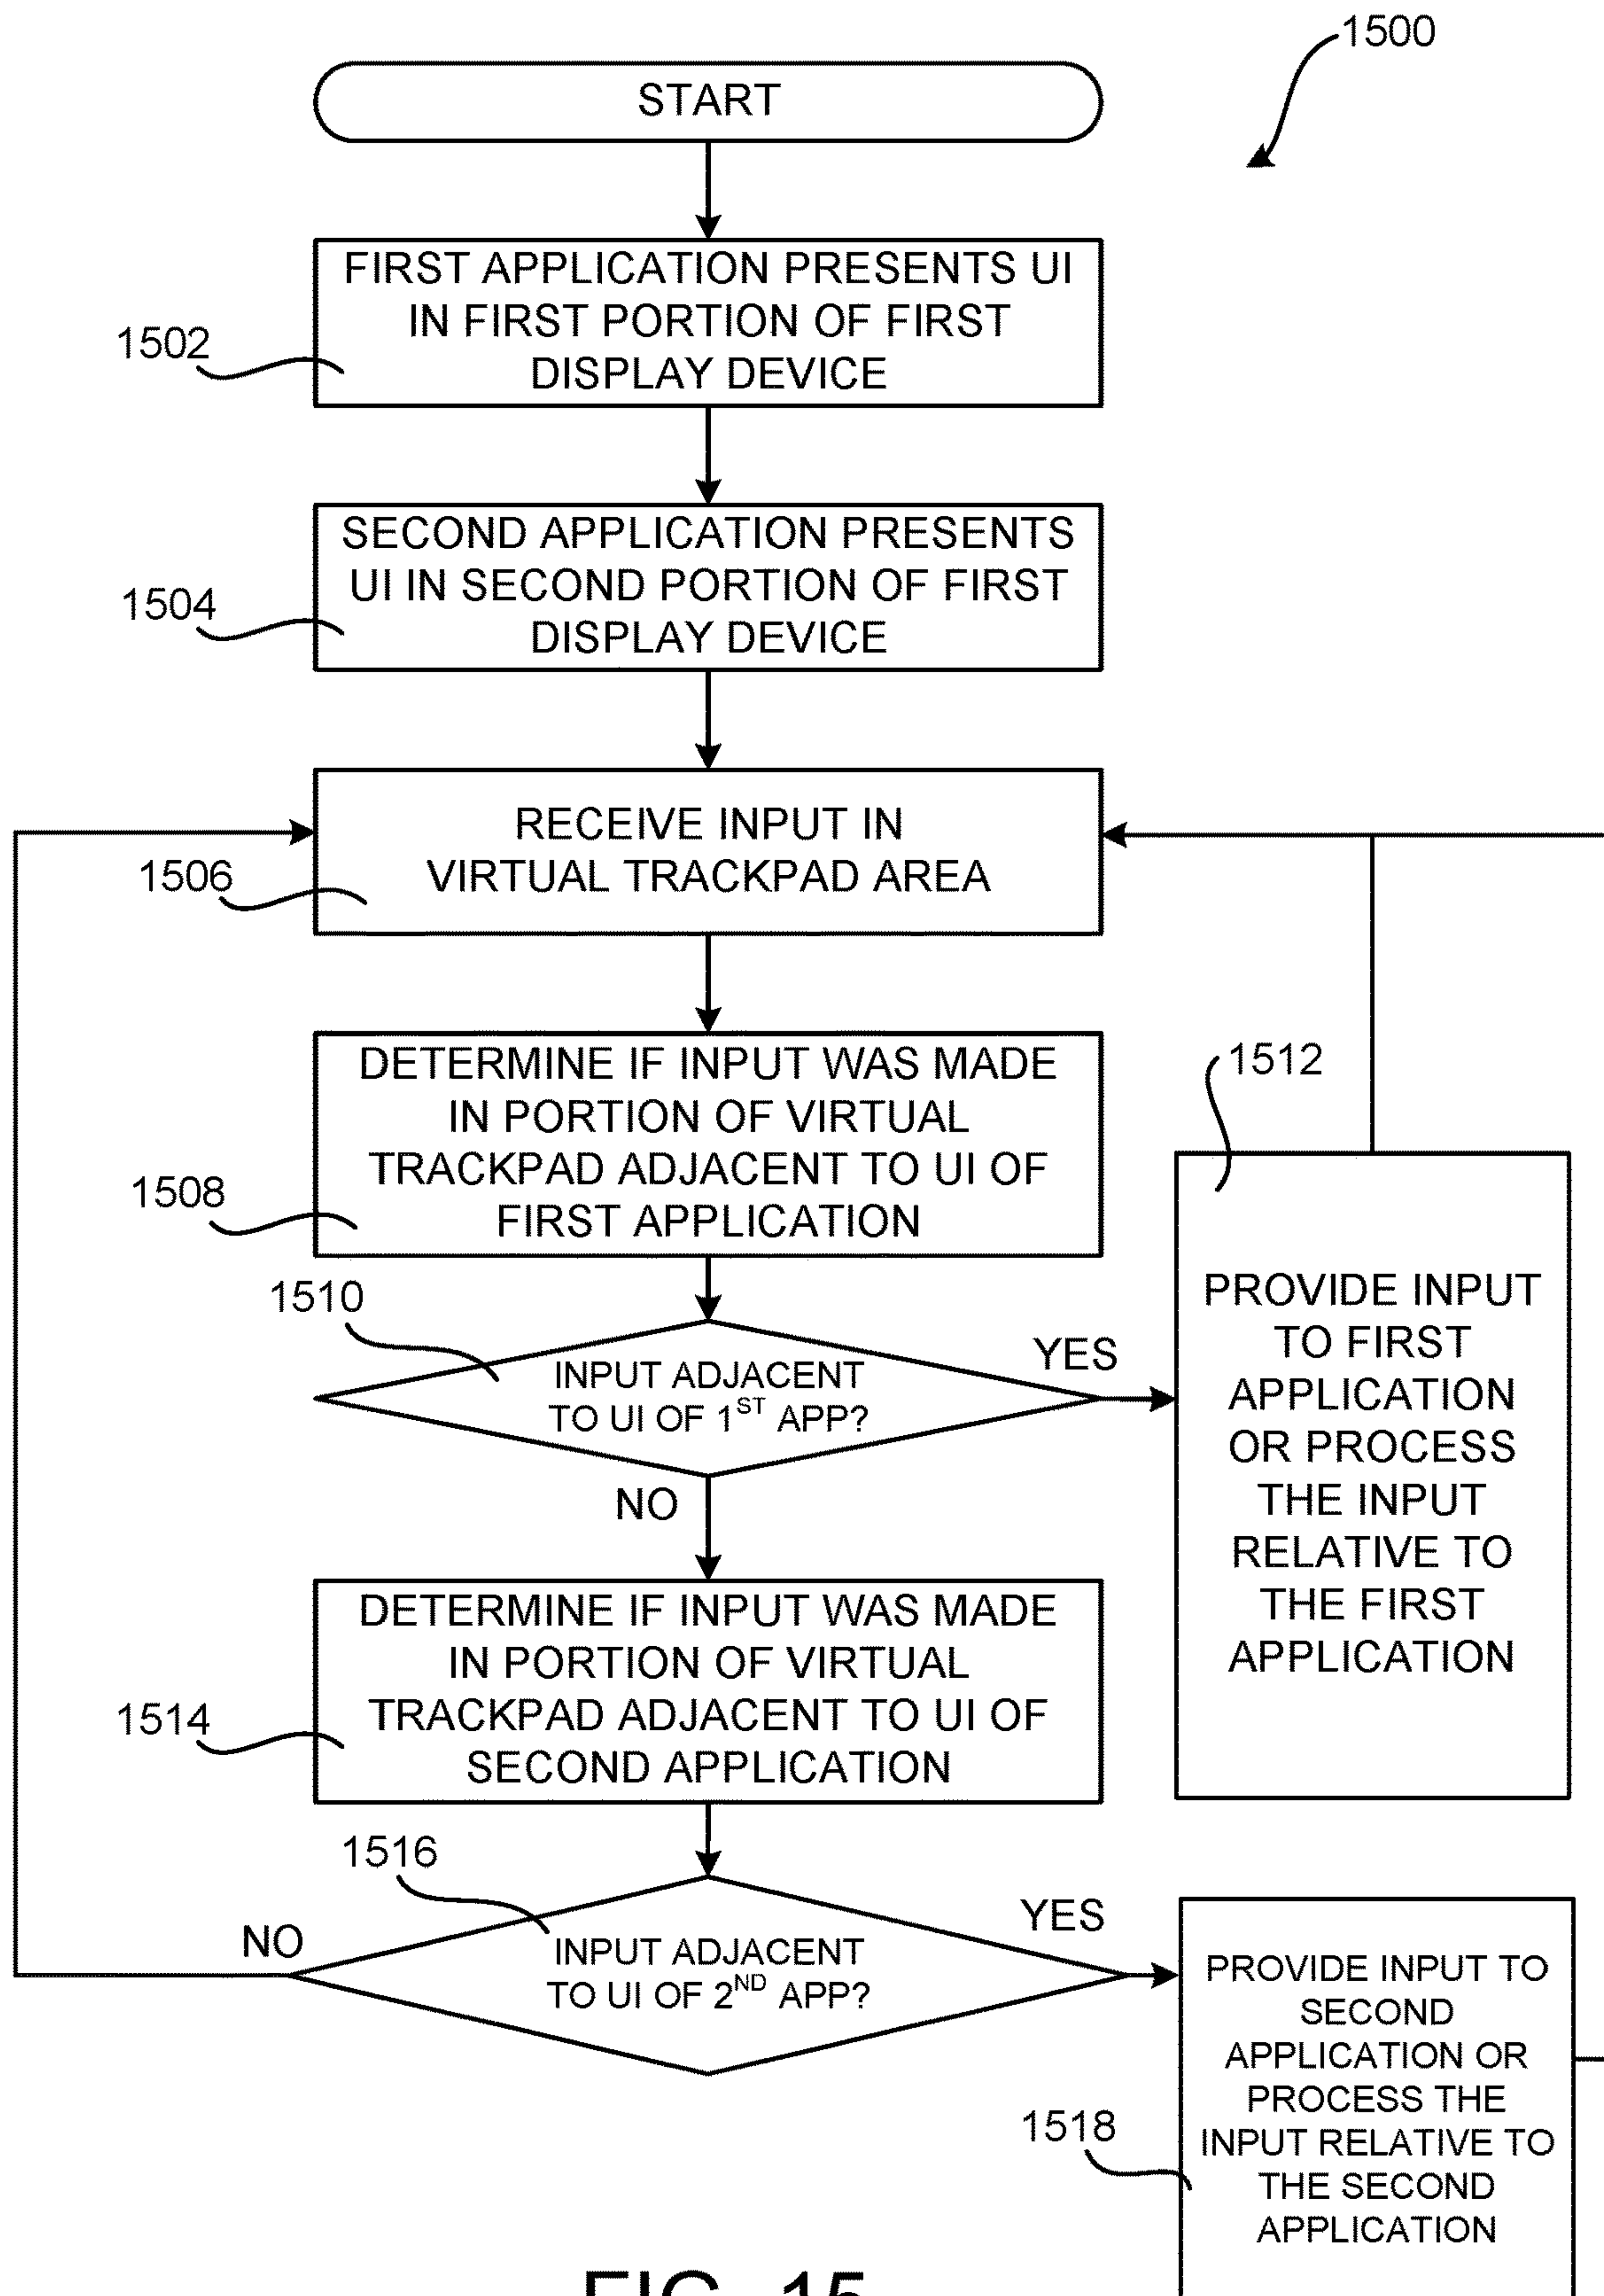 1500
START
FIRST APPLICATION PRESENTS UI
IN FIRST PORTION OF FIRST
DISPLAY DEVICE
1502
SECOND APPLICATION PRESENTS
UI IN SECOND PORTION OF FIRST
DISPLAY DEVICE
1504
RECEIVE INPUT IN
VIRTUAL TRACKPAD AREA
1506
DETERMINE IF INPUT WAS MADE
IN PORTION OF VIRTUAL
TRACKPAD ADJACENT TO UI OF
FIRST APPLICATION
1508
1510
INPUT ADJACENT
TO UI OF 1ST APP?
YES
NO
1512
PROVIDE INPUT
TO FIRST
APPLICATION
OR PROCESS
THE INPUT
RELATIVE TO
THE FIRST
APPLICATION
DETERMINE IF INPUT WAS MADE
IN PORTION OF VIRTUAL
TRACKPAD ADJACENT TO UI OF
SECOND APPLICATION
1514
1516
INPUT ADJACENT
TO UI OF 2ND APP?
NO
YES
PROVIDE INPUT TO
SECOND
APPLICATION OR
PROCESS THE
INPUT RELATIVE TO
THE SECOND
APPLICATION
1518
FIG. 15